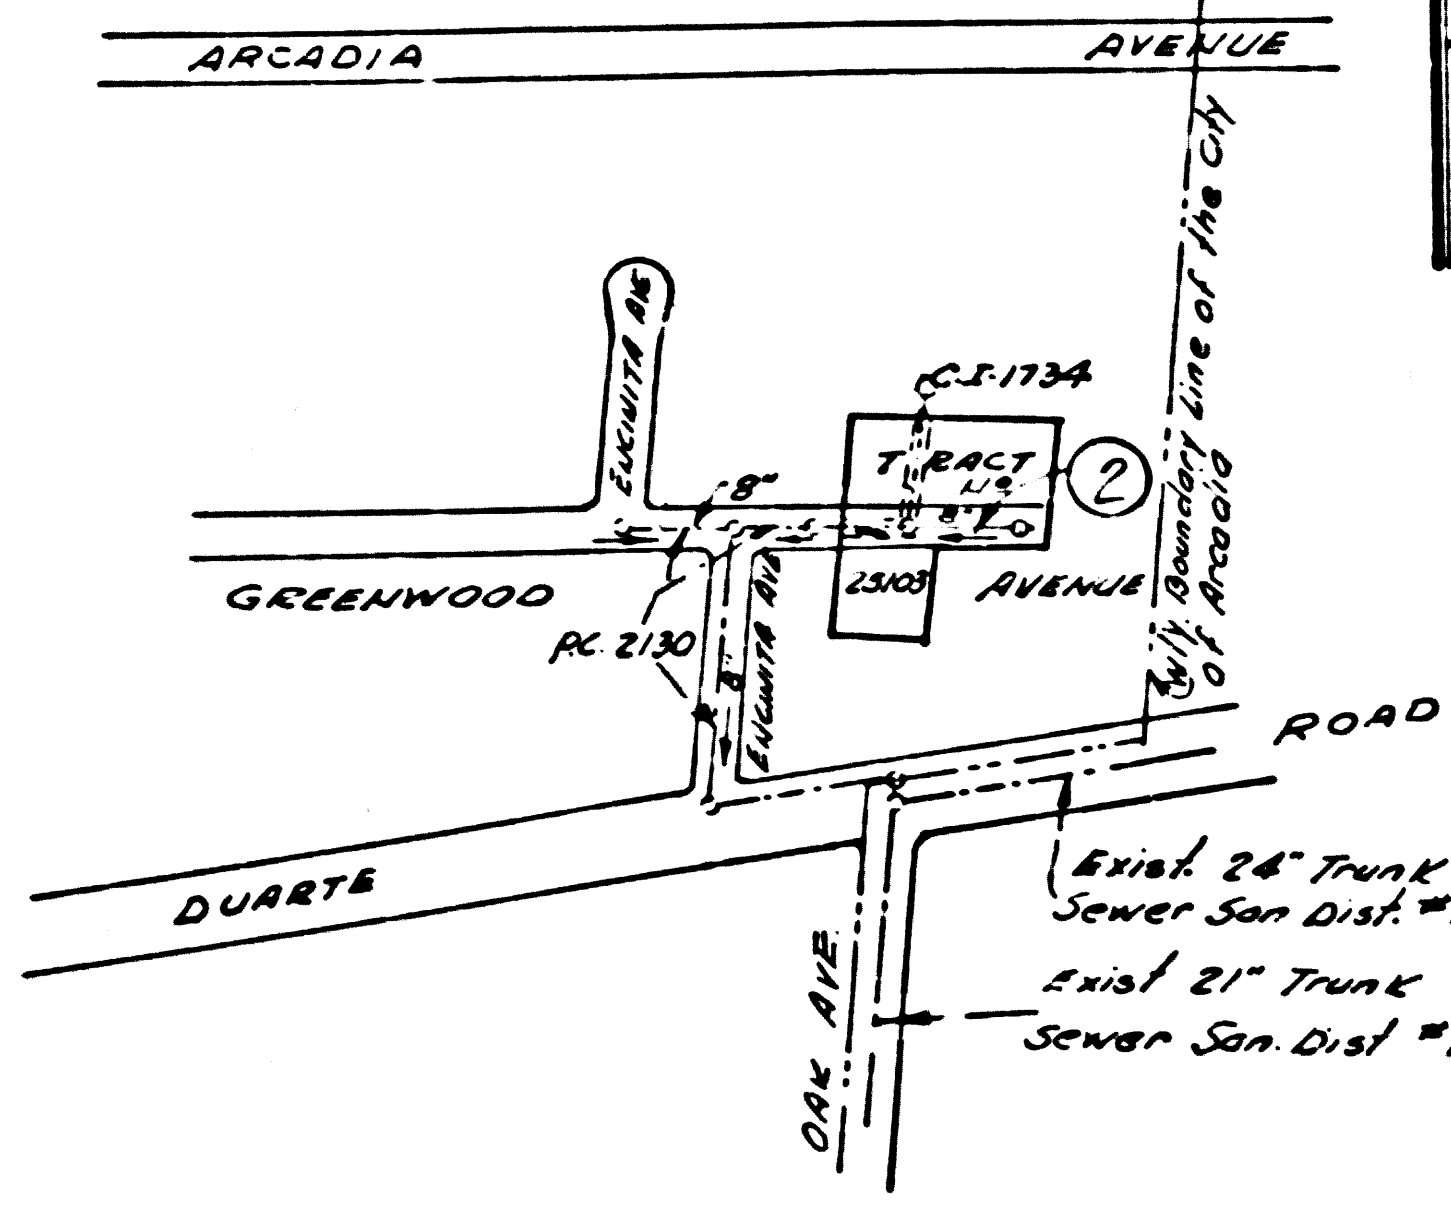 ARCADIA AVENUE
ENCINITA AVE
C.I. 1734
TRACT
Nº
2
8"
8"
25103
GREENWOOD AVENUE
P.C. 2130
8"
ENCINITA AVE
W'ly. Boundary Line of the City
of Arcadia
DUARTE ROAD
Exist. 24" Trunk
Sewer San Dist. #
Exist 21" Trunk
Sewer San. Dist #
OAK AVE.